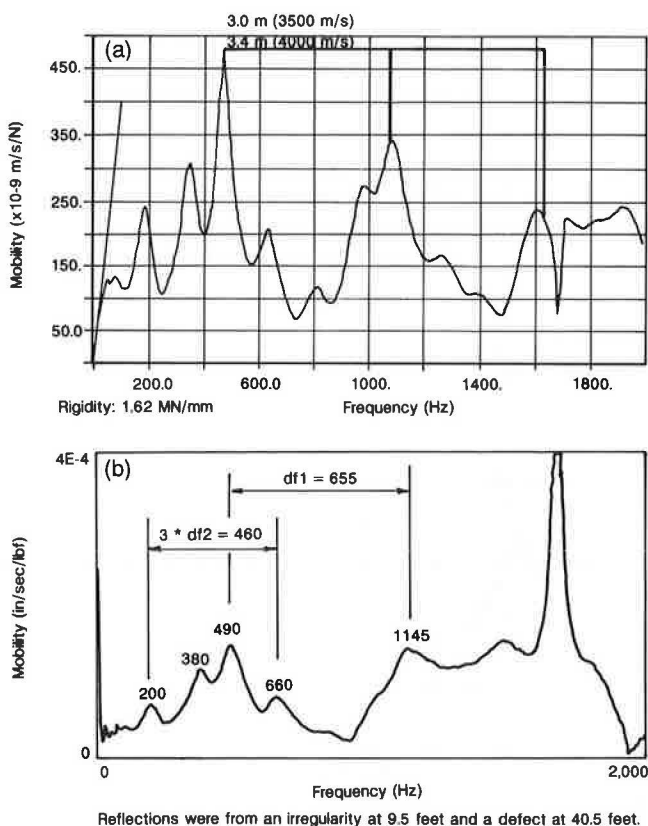 3.0 m (3500 m/s)
3.4 m (4000 m/s)
(a)
450.
350.
250.
150.
50.0
Mobility (x10-9 m/s/N)
200.0 600.0 1000. 1400. 1800.
Rigidity: 1.62 MN/mm Frequency (Hz)
4E-4
(b)
df1 = 655
3 * df2 = 460
490
1145
380
200
660
Mobility (in/sec/lbf)
0
0 2,000
Frequency (Hz)
Reflections were from an irregularity at 9.5 feet and a defect at 40.5 feet.